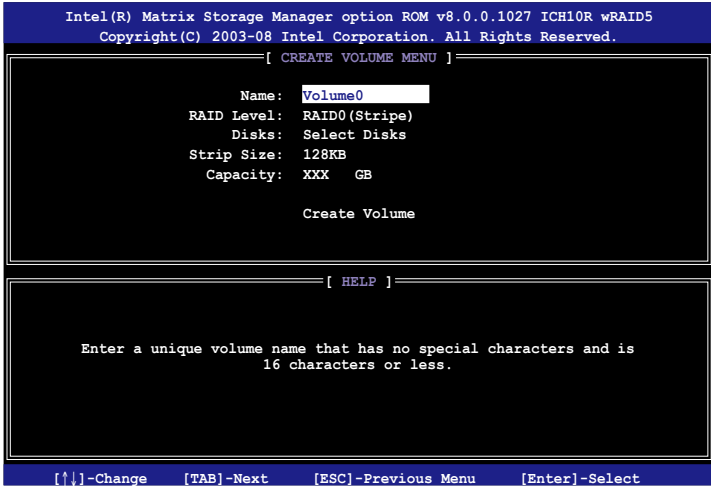 Intel(R) Matrix Storage Manager option ROM v8.0.0.1027 ICH10R wRAID5
Copyright(C) 2003-08 Intel Corporation. All Rights Reserved.
[ CREATE VOLUME MENU ]
Name: Volume0
RAID Level: RAID0(Stripe)
Disks: Select Disks
Strip Size: 128KB
Capacity: XXX GB
Create Volume
[ HELP ]
Enter a unique volume name that has no special characters and is
16 characters or less.
[↑↓]-Change [TAB]-Next [ESC]-Previous Menu [Enter]-Select